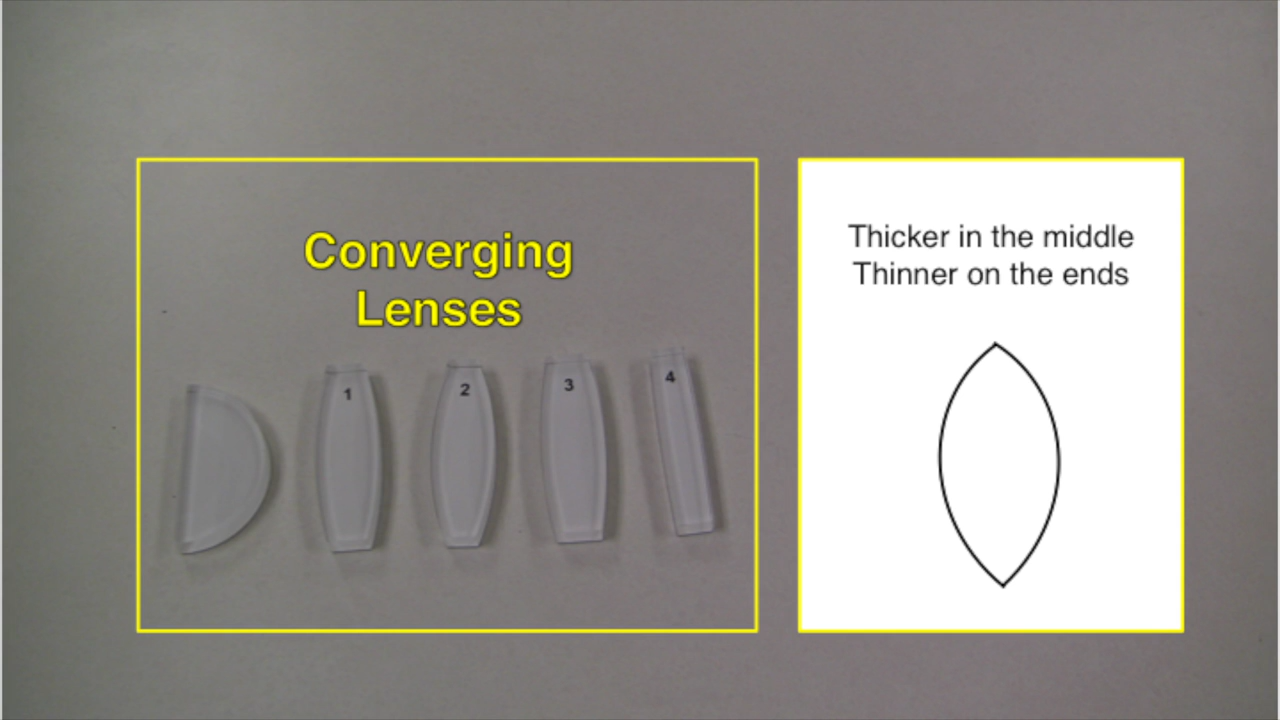 Converging
Lenses
1
2
3
4
Thicker in the middle
Thinner on the ends